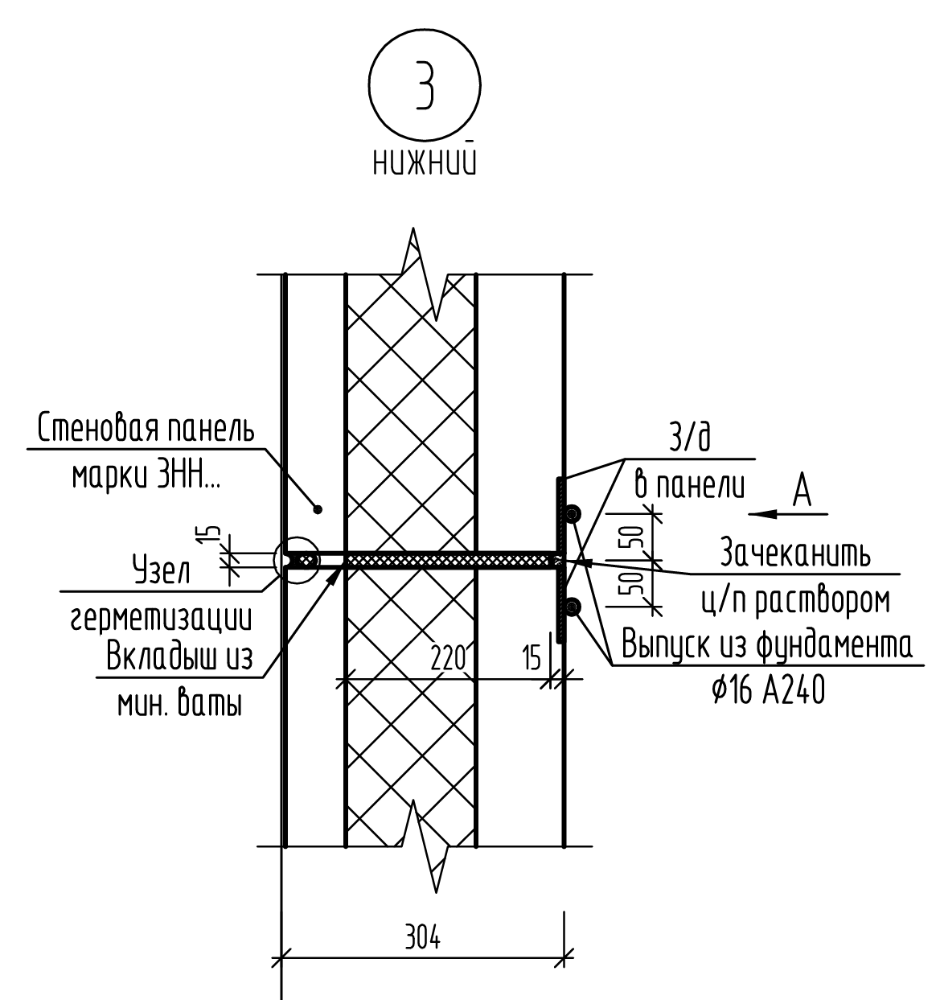 3
нижний
Стеновая панель
марки ЗНН...
З/д
в панели
А
15
50
Узел
герметизации
Зачеканить
ц/п раствором
50
Вкладыш из
мин. ваты
220
15
Выпуск из фундамента
ϕ16 А240
304